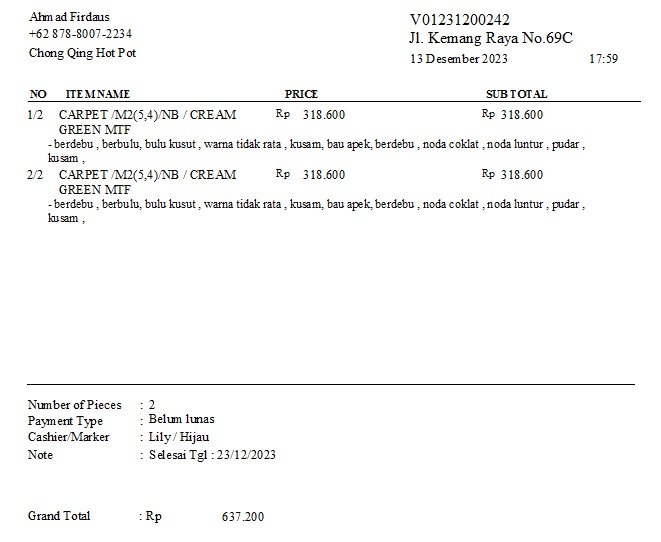 Ahmad Firdaus
+62 878-8007-2234
Chong Qing Hot Pot
V01231200242
Jl. Kemang Raya No.69C
13 Desember 2023 17:59
NO ITEM NAME PRICE SUB TOTAL
1/2 CARPET /M2(5,4)/NB / CREAM Rp 318.600 Rp 318.600
GREEN MTF
- berdebu , berbulu, bulu kusut , warna tidak rata , kusam, bau apek, berdebu , noda coklat , noda luntur , pudar ,
kusam ,
2/2 CARPET /M2(5,4)/NB / CREAM Rp 318.600 Rp 318.600
GREEN MTF
- berdebu , berbulu, bulu kusut , warna tidak rata , kusam, bau apek, berdebu , noda coklat , noda luntur , pudar ,
kusam ,
Number of Pieces : 2
Payment Type : Belum lunas
Cashier/Marker : Lily / Hijau
Note : Selesai Tgl : 23/12/2023
Grand Total : Rp 637.200